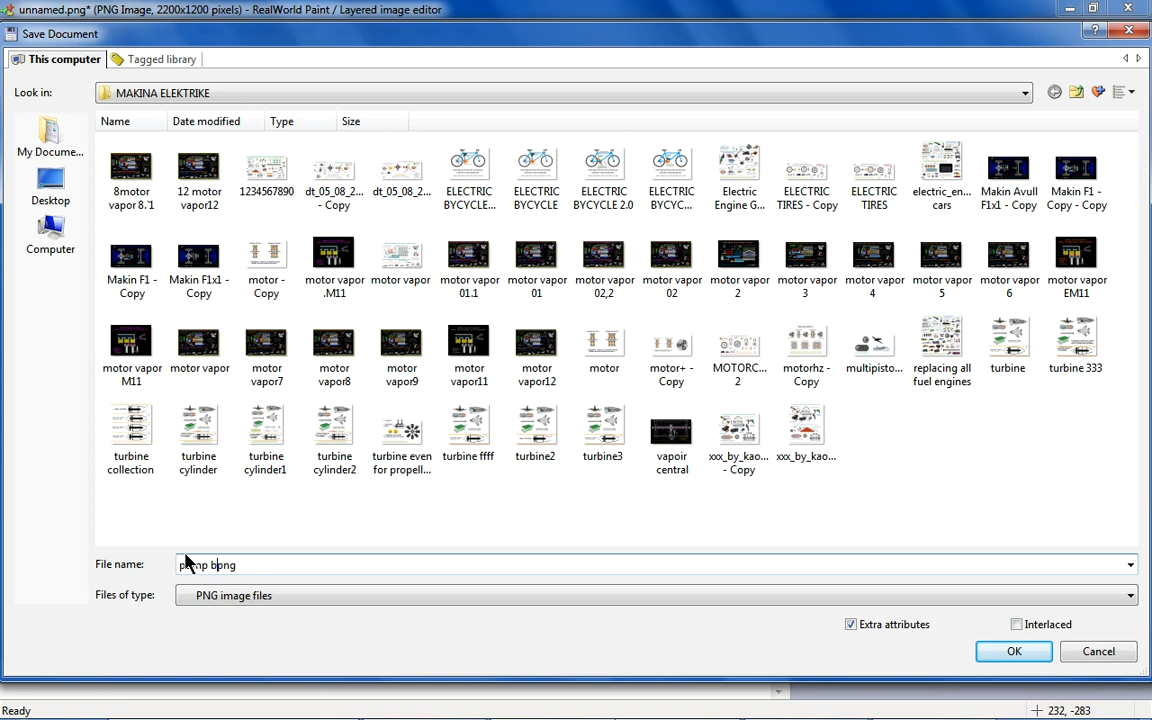 unnamed.png* (PNG Image, 2200x1200 pixels) - RealWorld Paint / Layered image editor
Save Document
This computer
Tagged library
Look in:
MAKINA ELEKTRIKE
Name
Date modified
Type
Size
My Docume...
Desktop
Computer
8motor vapor 8.'1
12 motor vapor12
1234567890
dt_05_08_2... - Copy
dt_05_08_2...
ELECTRIC BYCYCLE...
ELECTRIC BYCYCLE
ELECTRIC BYCYCLE 2.0
ELECTRIC BYCYC...
Electric Engine G...
ELECTRIC TIRES - Copy
ELECTRIC TIRES
electric_en... cars
Makin Avull F1x1 - Copy
Makin F1 - Copy - Copy
Makin F1 - Copy
Makin F1x1 - Copy
motor - Copy
motor vapor .M11
motor vapor
motor vapor 01.1
motor vapor 01
motor vapor 02,2
motor vapor 02
motor vapor 2
motor vapor 3
motor vapor 4
motor vapor 5
motor vapor 6
motor vapor EM11
motor vapor M11
motor vapor
motor vapor7
motor vapor8
motor vapor9
motor vapor11
motor vapor12
motor
motor+ - Copy
MOTORC... 2
motorhz - Copy
multipisto...
replacing all fuel engines
turbine
turbine 333
turbine collection
turbine cylinder
turbine cylinder1
turbine cylinder2
turbine even for propell...
turbine ffff
turbine2
turbine3
vapoir central
xxx_by_kao... - Copy
xxx_by_kao...
File name:
bpng
Files of type:
PNG image files
Extra attributes
Interlaced
OK
Cancel
Ready
232, -283